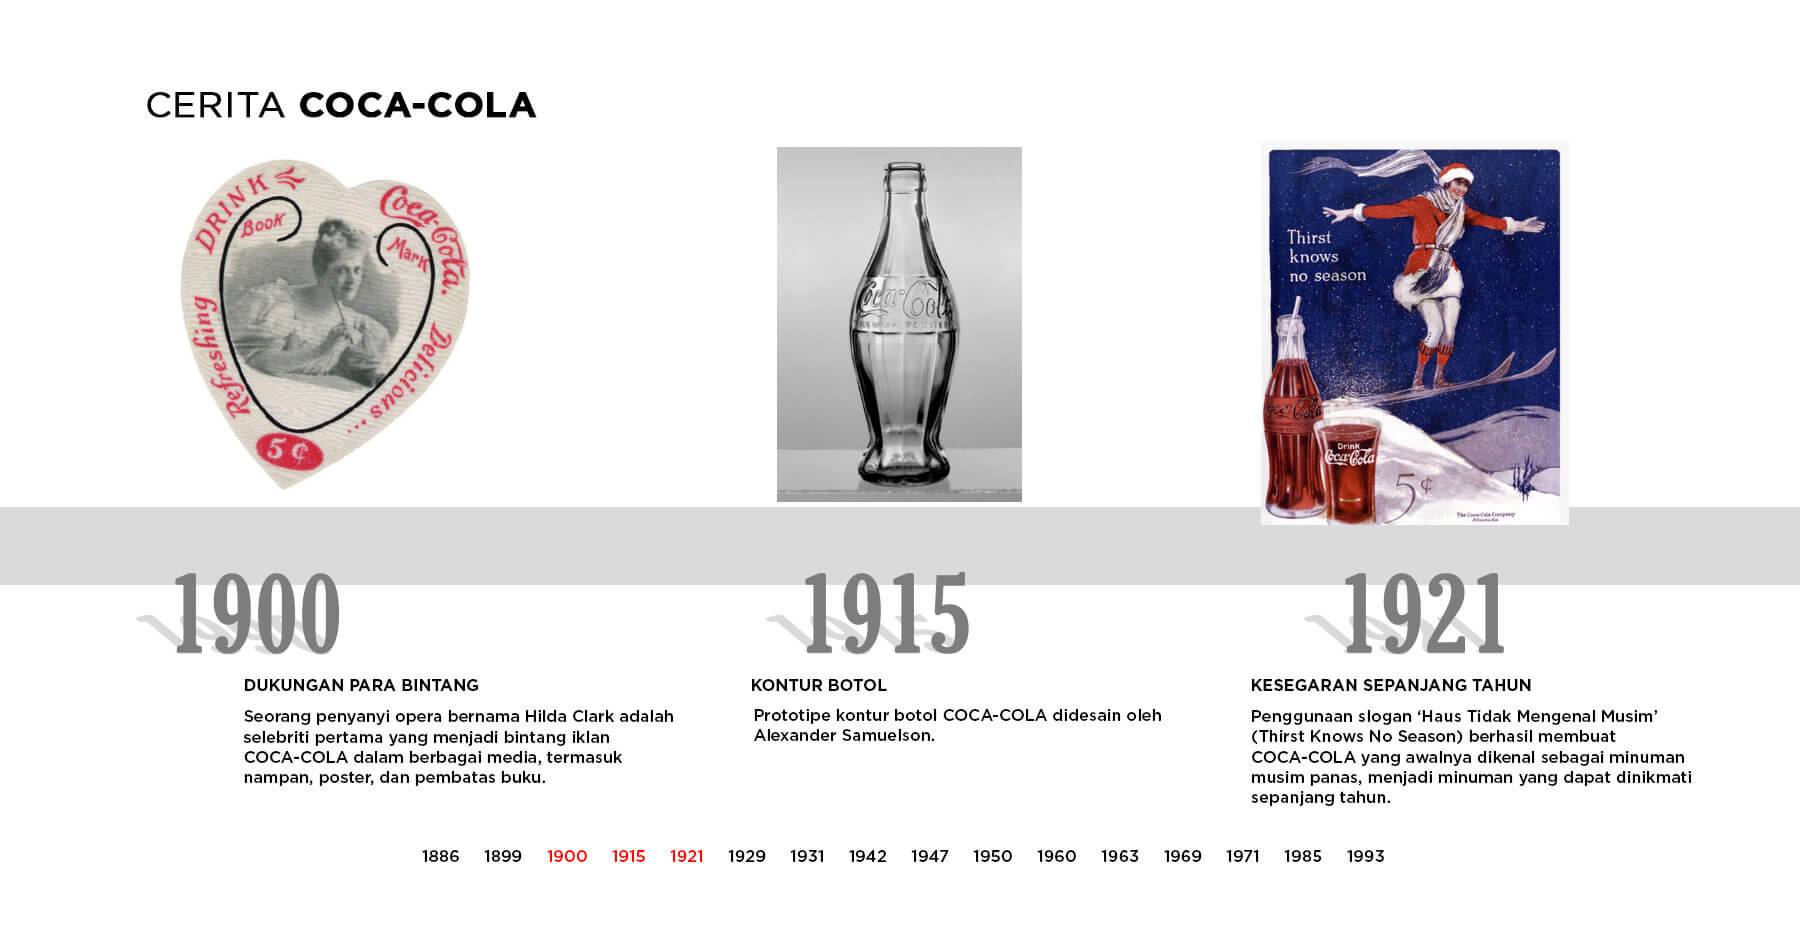 CERITA COCA-COLA
DRINK
Coca-Cola.
Book
Mark
Refreshing
Delicious...
5¢
Coca-Cola
Thirst
knows
no season
Coca-Cola
Drink
Coca-Cola
5¢
The Coca-Cola Company
Atlanta, Ga.
1900
1915
1921
DUKUNGAN PARA BINTANG
Seorang penyanyi opera bernama Hilda Clark adalah
selebriti pertama yang menjadi bintang iklan
COCA-COLA dalam berbagai media, termasuk
nampan, poster, dan pembatas buku.
KONTUR BOTOL
Prototipe kontur botol COCA-COLA didesain oleh
Alexander Samuelson.
KESEGARAN SEPANJANG TAHUN
Penggunaan slogan ‘Haus Tidak Mengenal Musim’
(Thirst Knows No Season) berhasil membuat
COCA-COLA yang awalnya dikenal sebagai minuman
musim panas, menjadi minuman yang dapat dinikmati
sepanjang tahun.
1886 1899 1900 1915 1921 1929 1931 1942 1947 1950 1960 1963 1969 1971 1985 1993